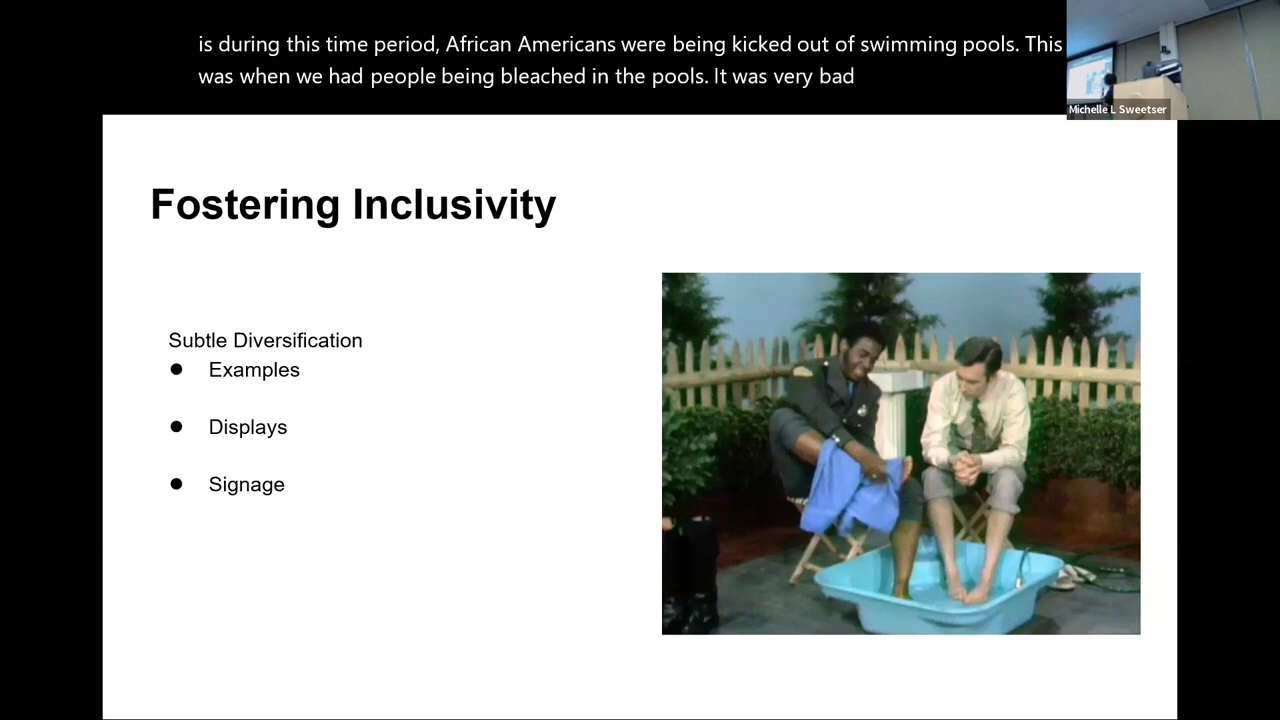 is during this time period, African Americans were being kicked out of swimming pools. This
was when we had people being bleached in the pools. It was very bad
Michelle L Sweetser
Fostering Inclusivity
Subtle Diversification
● Examples
● Displays
● Signage